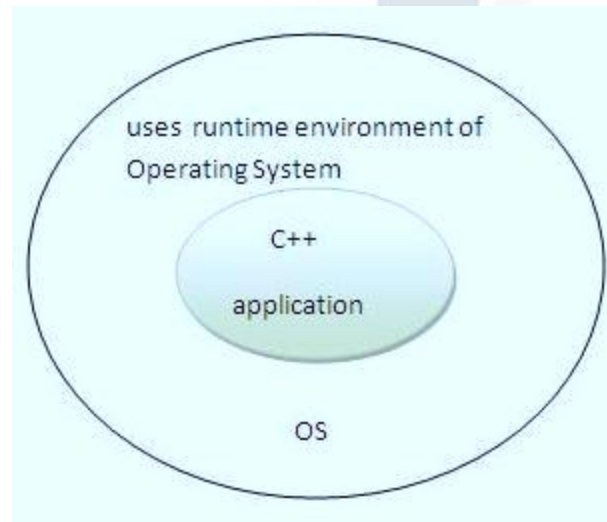 uses runtime environment of
Operating System
C++
application
OS